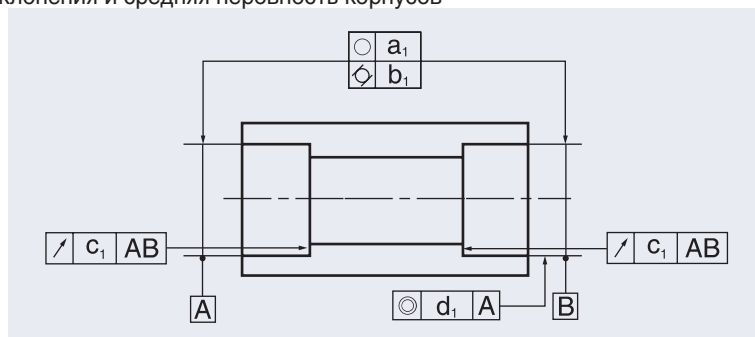 клонения и средняя неровность корпусов
○ a₁
⌭ b₁
↗ c₁ AB
↗ c₁ AB
A
◎ d₁ A
B